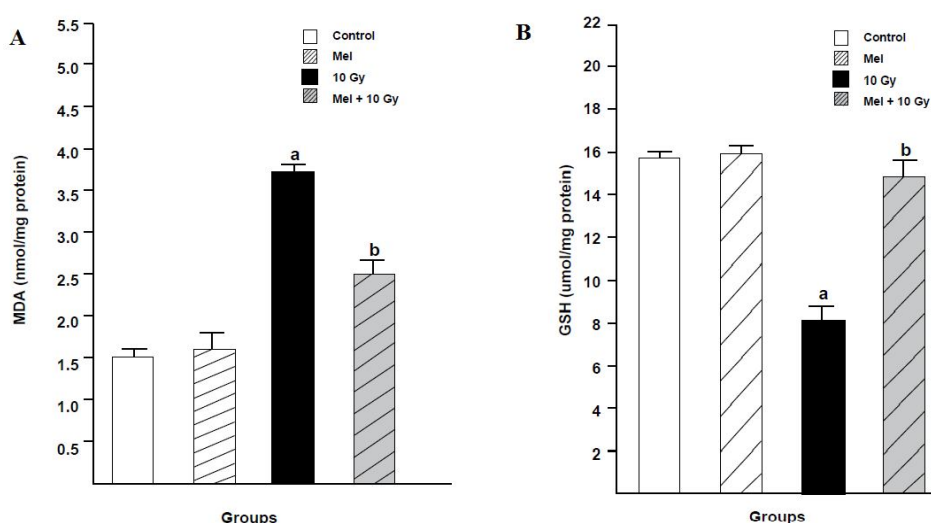 A
MDA (nmol/mg protein)
5.5
5.0
4.5
4.0
3.5
3.0
2.5
2.0
1.5
1.0
0.5
Control
Mel
10 Gy
Mel + 10 Gy
a
b
Groups
B
GSH (umol/mg protein)
22
20
18
16
14
12
10
8
6
4
2
Control
Mel
10 Gy
Mel + 10 Gy
a
b
Groups